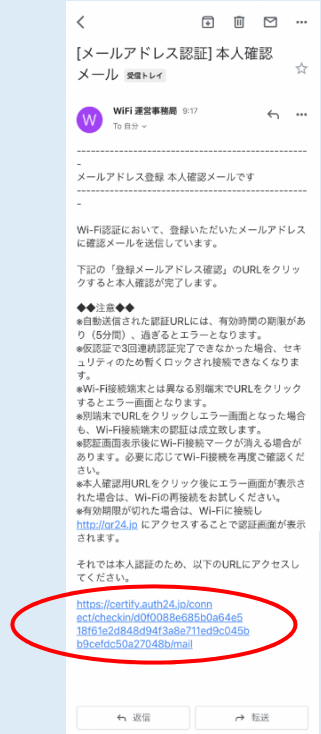 [メールアドレス認証] 本人確認
メール 受信トレイ
W
WiFi 運営事務局 9:17
To 自分
-------------------------------------------------
-
メールアドレス登録 本人確認メールです
-------------------------------------------------
-
Wi-Fi認証において、登録いただいたメールアドレス
に確認メールを送信しています。
下記の「登録メールアドレス確認」のURLをクリッ
クすると本人確認が完了します。
◆◆注意◆◆
※自動送信された認証URLには、有効時間の期限があ
り（5分間）、過ぎるとエラーとなります。
※仮認証で3回連続認証完了できなかった場合、セキ
ュリティのため暫くロックされ接続できなくなりま
す。
※Wi-Fi接続端末とは異なる別端末でURLをクリック
するとエラー画面となります。
※別端末でURLをクリックしエラー画面となった場合
も、Wi-Fi接続端末の認証は成立致します。
※認証画面表示後にWi-Fi接続マークが消える場合が
あります。必要に応じてWi-Fi接続を再度ご確認くだ
さい。
※本人確認用URLをクリック後にエラー画面が表示さ
れた場合は、Wi-Fiの再接続をお試しください。
※有効期限が切れた場合は、Wi-Fiに接続し
http://qr24.jp にアクセスすることで認証画面が表示
されます。
それでは本人認証のため、以下のURLにアクセスし
てください。
https://certify.auth24.jp/conn
ect/checkin/d0f0088e685b0a64e5
18f61e2d848d94f3a8e711ed9c045b
b9cefdc50a27048b/mail
返信
転送